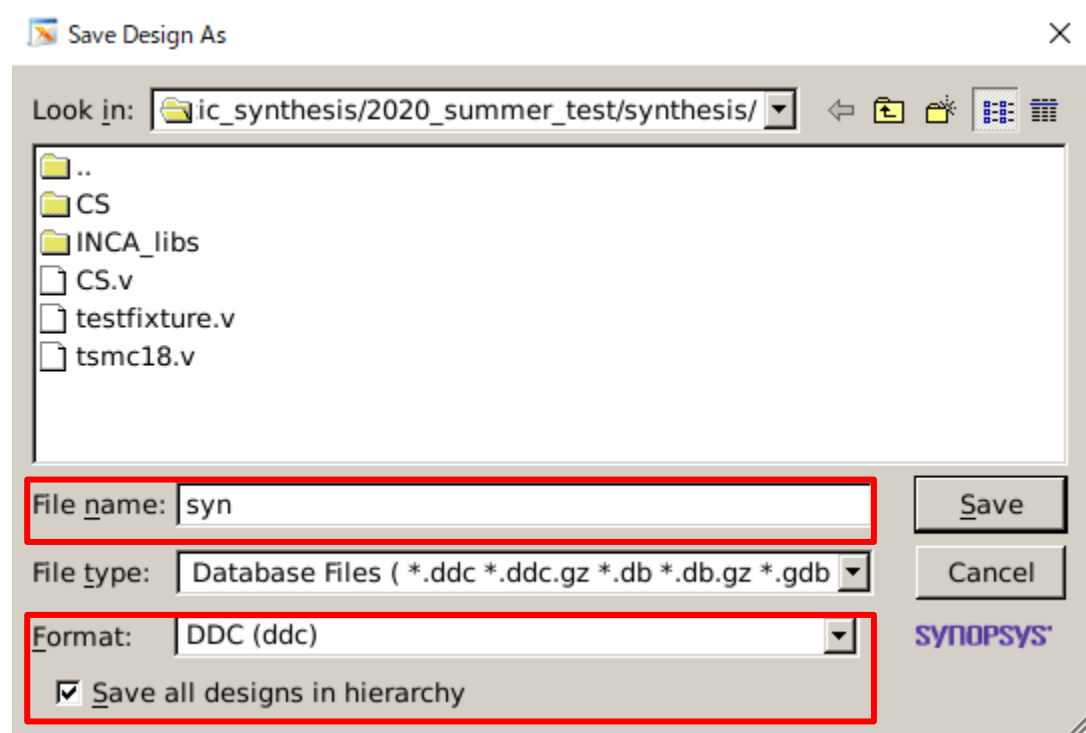 Save Design As
Look in: ic_synthesis/2020_summer_test/synthesis/
..
CS
INCA_libs
CS.v
testfixture.v
tsmc18.v
File name: syn Save
File type: Database Files ( *.ddc *.ddc.gz *.db *.db.gz *.gdb Cancel
Format: DDC (ddc) SYNOPSYS
Save all designs in hierarchy